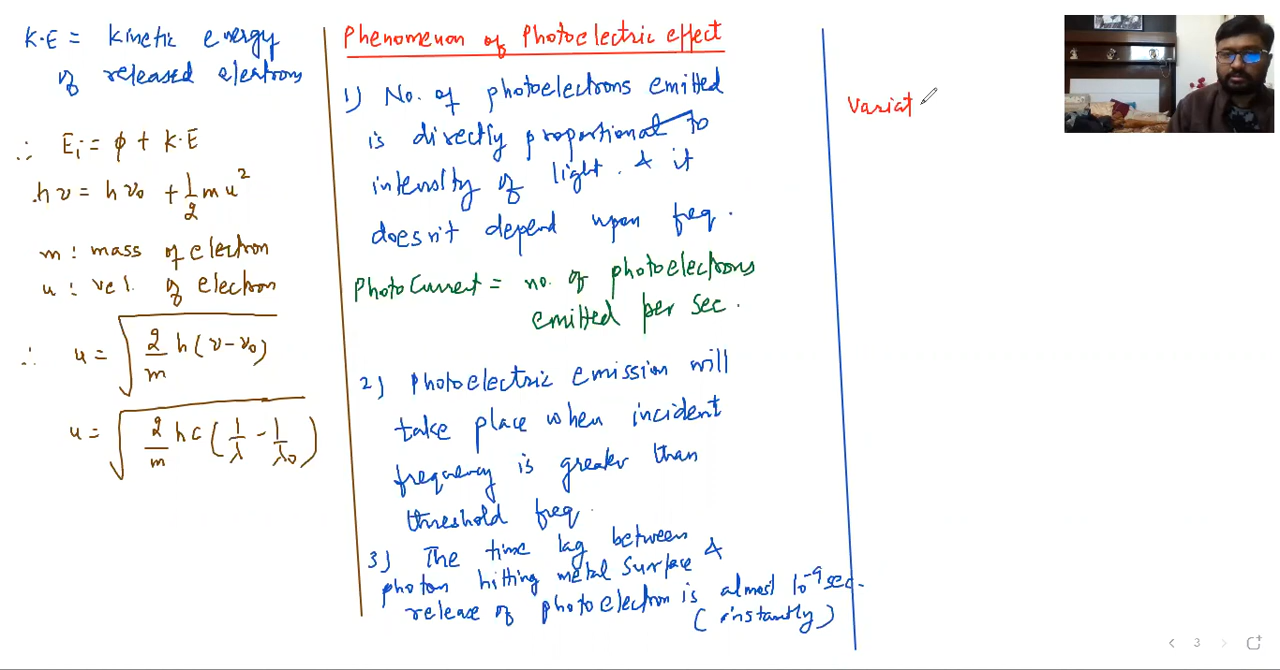 K.E = kinetic energy
of released electrons
∴ Ei = ϕ + K.E
hν = hν₀ + 1/2 mu²
m : mass of electron
u : vel. of electron
∴ u = √(2/m h(ν - ν₀))
u = √(2/m hc (1/λ - 1/λ₀))
Phenomenon of Photoelectric effect
1) No. of photoelectrons emitted
is directly proportional to
intensity of light. & it
doesn't depend upon freq.
Photo Current = no. of photoelectrons
emitted per sec.
2) Photoelectric emission will
take place when incident
frequency is greater than
threshold freq.
3) The time lag between
photon hitting metal surface &
release of photoelectron is almost 10⁻⁹ sec.
(instantly)
Variat
3